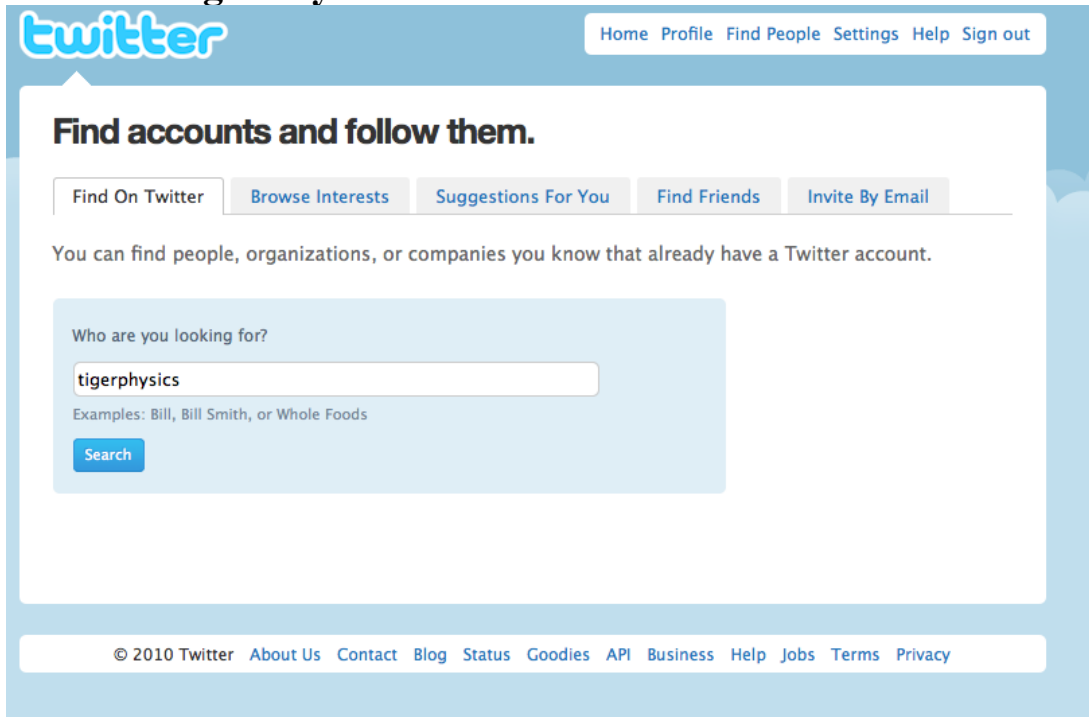 twitter
Home Profile Find People Settings Help Sign out
Find accounts and follow them.
Find On Twitter Browse Interests Suggestions For You Find Friends Invite By Email
You can find people, organizations, or companies you know that already have a Twitter account.
Who are you looking for?
tigerphysics
Examples: Bill, Bill Smith, or Whole Foods
Search
© 2010 Twitter About Us Contact Blog Status Goodies API Business Help Jobs Terms Privacy